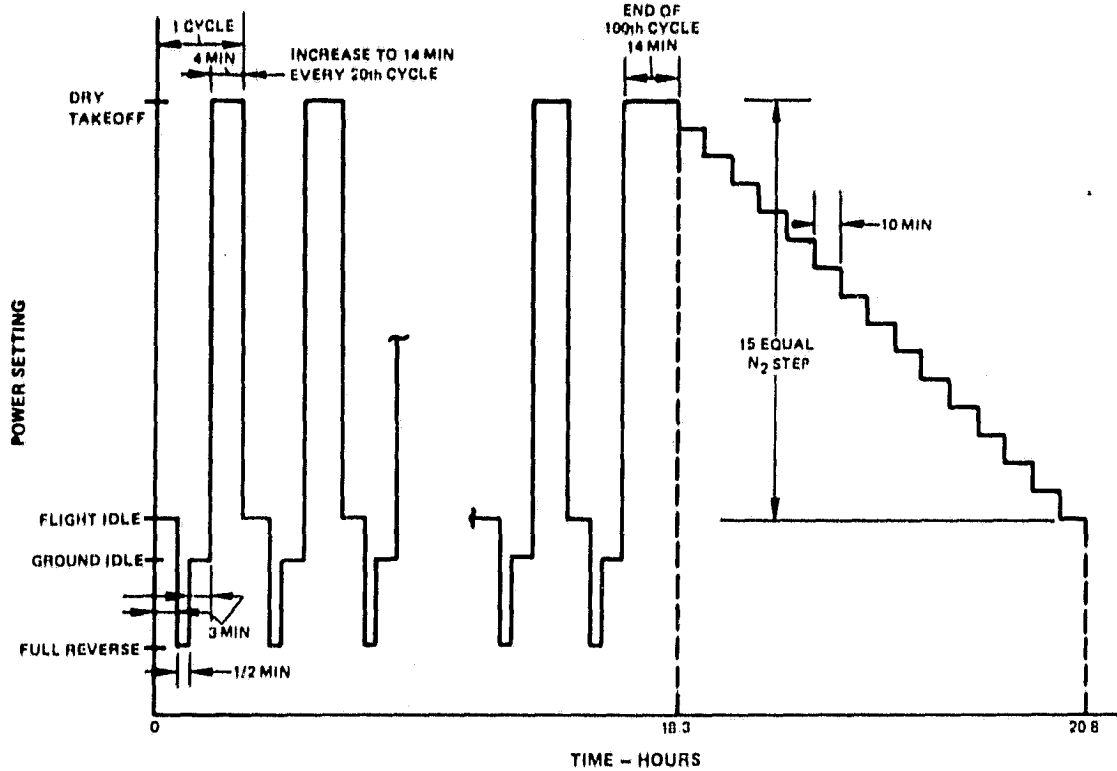 1 CYCLE
4 MIN
INCREASE TO 14 MIN
EVERY 20th CYCLE
END OF
100th CYCLE
14 MIN
DRY
TAKEOFF
10 MIN
15 EQUAL
N2 STEP
POWER SETTING
FLIGHT IDLE
GROUND IDLE
3 MIN
FULL REVERSE
1/2 MIN
0
18.3
20.8
TIME – HOURS